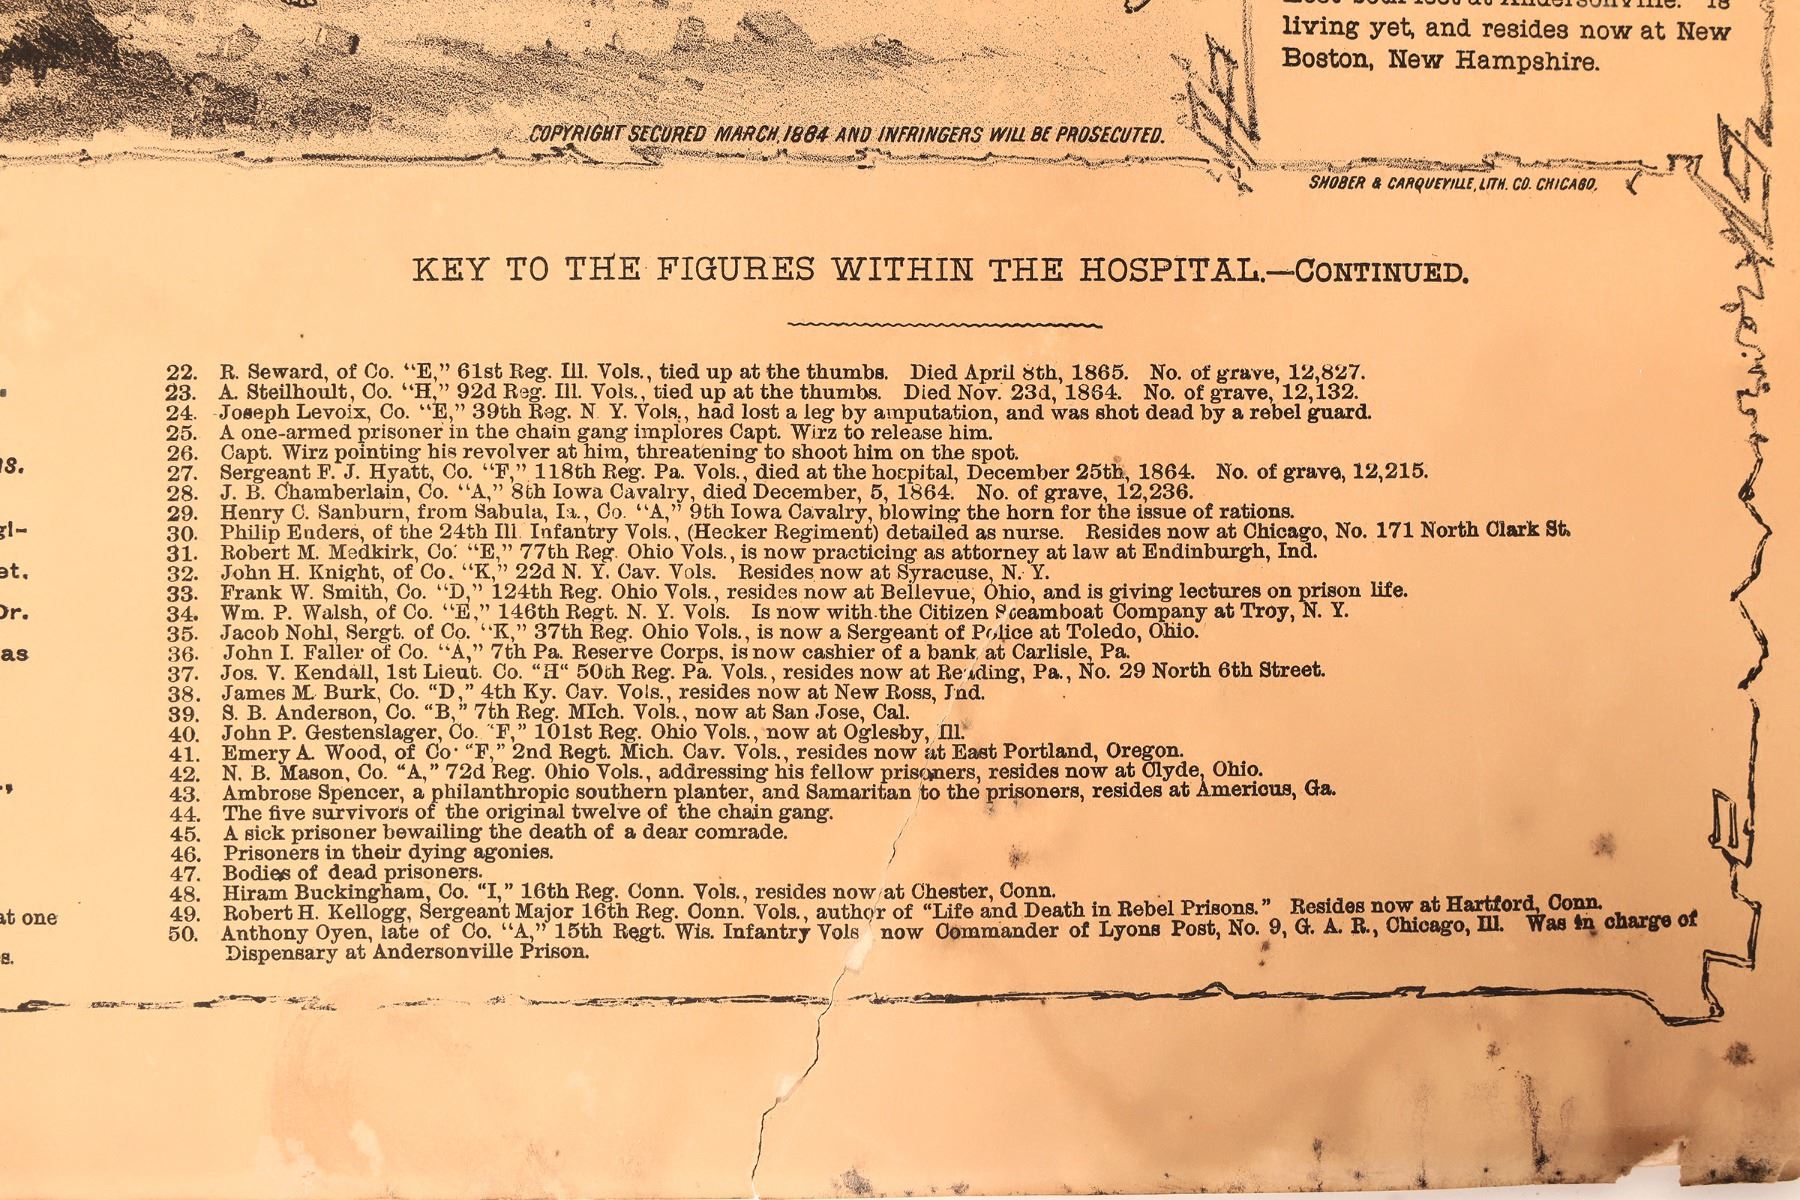 living yet, and resides now at New
Boston, New Hampshire.
COPYRIGHT SECURED MARCH, 1884 AND INFRINGERS WILL BE PROSECUTED.
SHOBER & CARQUEVILLE, LITH. CO. CHICAGO.
KEY TO THE FIGURES WITHIN THE HOSPITAL.—CONTINUED.
22. R. Seward, of Co. "E," 61st Reg. Ill. Vols., tied up at the thumbs. Died April 8th, 1865. No. of grave, 12,827.
23. A. Steilhoult, Co. "H," 92d Reg. Ill. Vols., tied up at the thumbs. Died Nov. 23d, 1864. No. of grave, 12,132.
24. Joseph Levoix, Co. "E," 39th Reg. N. Y. Vols., had lost a leg by amputation, and was shot dead by a rebel guard.
25. A one-armed prisoner in the chain gang implores Capt. Wirz to release him.
26. Capt. Wirz pointing his revolver at him, threatening to shoot him on the spot.
27. Sergeant F. J. Hyatt, Co. "F," 118th Reg. Pa. Vols., died at the hospital, December 25th, 1864. No. of grave, 12,215.
28. J. B. Chamberlain, Co. "A," 8th Iowa Cavalry, died December, 5, 1864. No. of grave, 12,236.
29. Henry C. Sanburn, from Sabula, Ia., Co. "A," 9th Iowa Cavalry, blowing the horn for the issue of rations.
30. Philip Enders, of the 24th Ill. Infantry Vols., (Hecker Regiment) detailed as nurse. Resides now at Chicago, No. 171 North Clark St.
31. Robert M. Medkirk, Co. "E," 77th Reg. Ohio Vols., is now practicing as attorney at law at Endinburgh, Ind.
32. John H. Knight, of Co. "K," 22d N. Y. Cav. Vols. Resides now at Syracuse, N. Y.
33. Frank W. Smith, Co. "D," 124th Reg. Ohio Vols., resides now at Bellevue, Ohio, and is giving lectures on prison life.
34. Wm. P. Walsh, of Co. "E," 146th Regt. N. Y. Vols. Is now with the Citizen Steamboat Company at Troy, N. Y.
35. Jacob Nohl, Sergt. of Co. "K," 37th Reg. Ohio Vols., is now a Sergeant of Police at Toledo, Ohio.
36. John I. Faller of Co. "A," 7th Pa. Reserve Corps, is now cashier of a bank at Carlisle, Pa.
37. Jos. V. Kendall, 1st Lieut. Co. "H" 50th Reg. Pa. Vols., resides now at Reading, Pa., No. 29 North 6th Street.
38. James M. Burk, Co. "D," 4th Ky. Cav. Vols., resides now at New Ross, Ind.
39. S. B. Anderson, Co. "B," 7th Reg. MIch. Vols., now at San Jose, Cal.
40. John P. Gestenslager, Co. "F," 101st Reg. Ohio Vols., now at Oglesby, Ill.
41. Emery A. Wood, of Co. "F," 2nd Regt. Mich. Cav. Vols., resides now at East Portland, Oregon.
42. N. B. Mason, Co. "A," 72d Reg. Ohio Vols., addressing his fellow prisoners, resides now at Clyde, Ohio.
43. Ambrose Spencer, a philanthropic southern planter, and Samaritan to the prisoners, resides at Americus, Ga.
44. The five survivors of the original twelve of the chain gang.
45. A sick prisoner bewailing the death of a dear comrade.
46. Prisoners in their dying agonies.
47. Bodies of dead prisoners.
48. Hiram Buckingham, Co. "I," 16th Reg. Conn. Vols., resides now at Chester, Conn.
49. Robert H. Kellogg, Sergeant Major 16th Reg. Conn. Vols., author of "Life and Death in Rebel Prisons." Resides now at Hartford, Conn.
50. Anthony Oyen, late of Co. "A," 15th Regt. Wis. Infantry Vols now Commander of Lyons Post, No. 9, G. A. R., Chicago, Ill. Was in charge of
Dispensary at Andersonville Prison.
et.
Dr.
as
at one